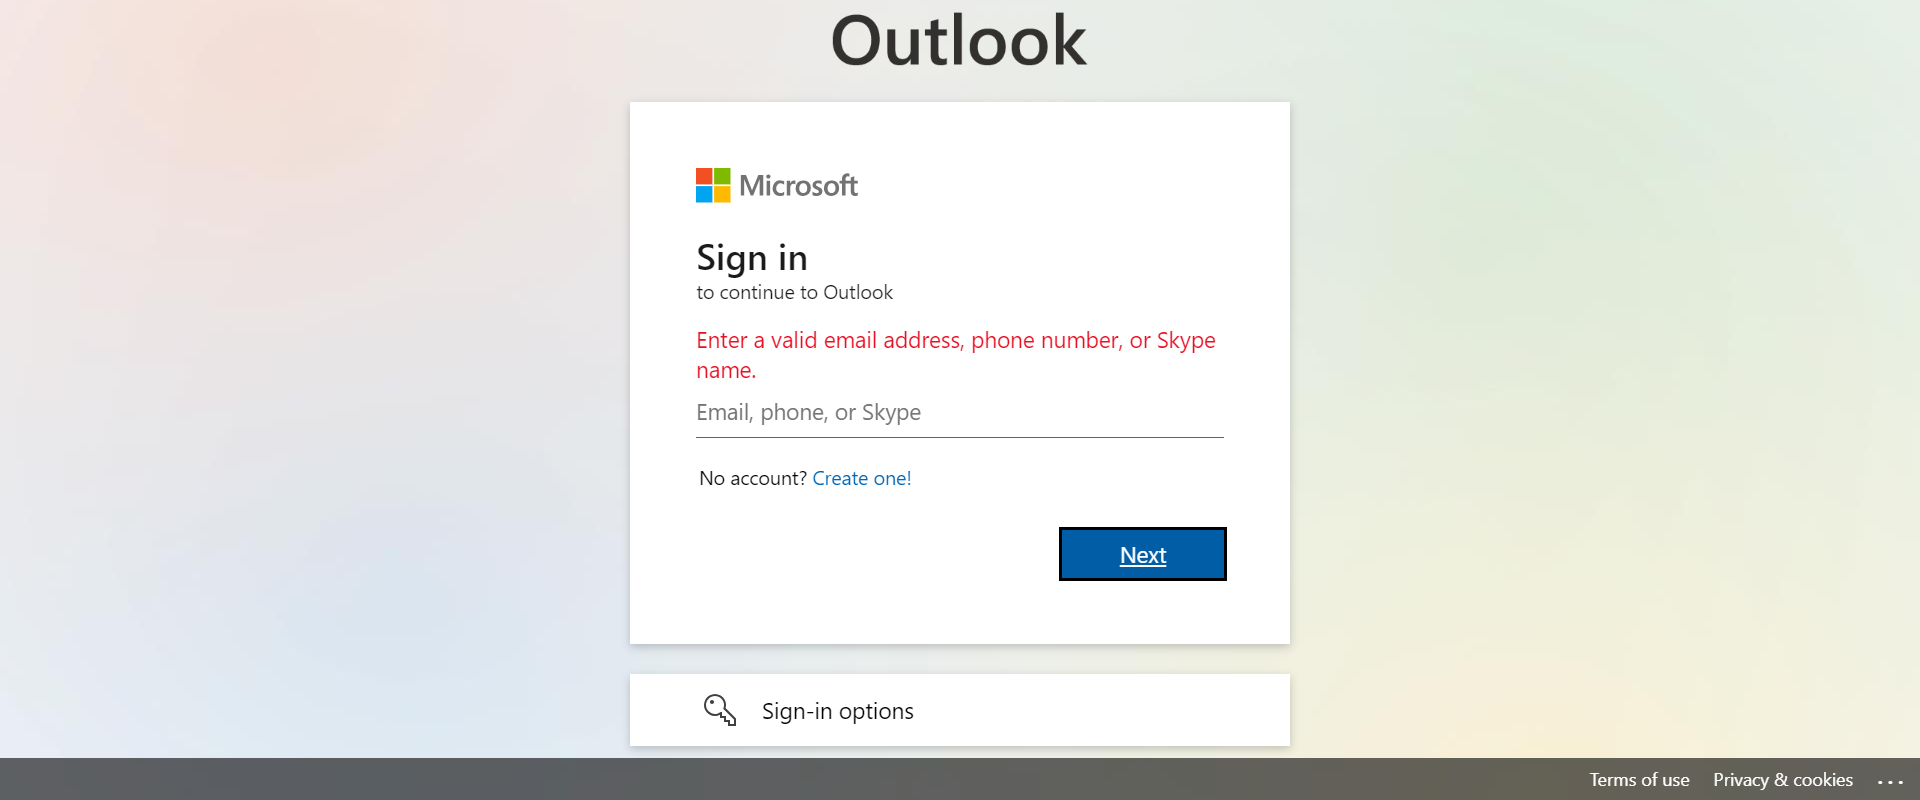 Outlook
Microsoft
Sign in
to continue to Outlook
Enter a valid email address, phone number, or Skype
name.
Email, phone, or Skype
No account? Create one!
Next
Sign-in options
Terms of use Privacy & cookies ...